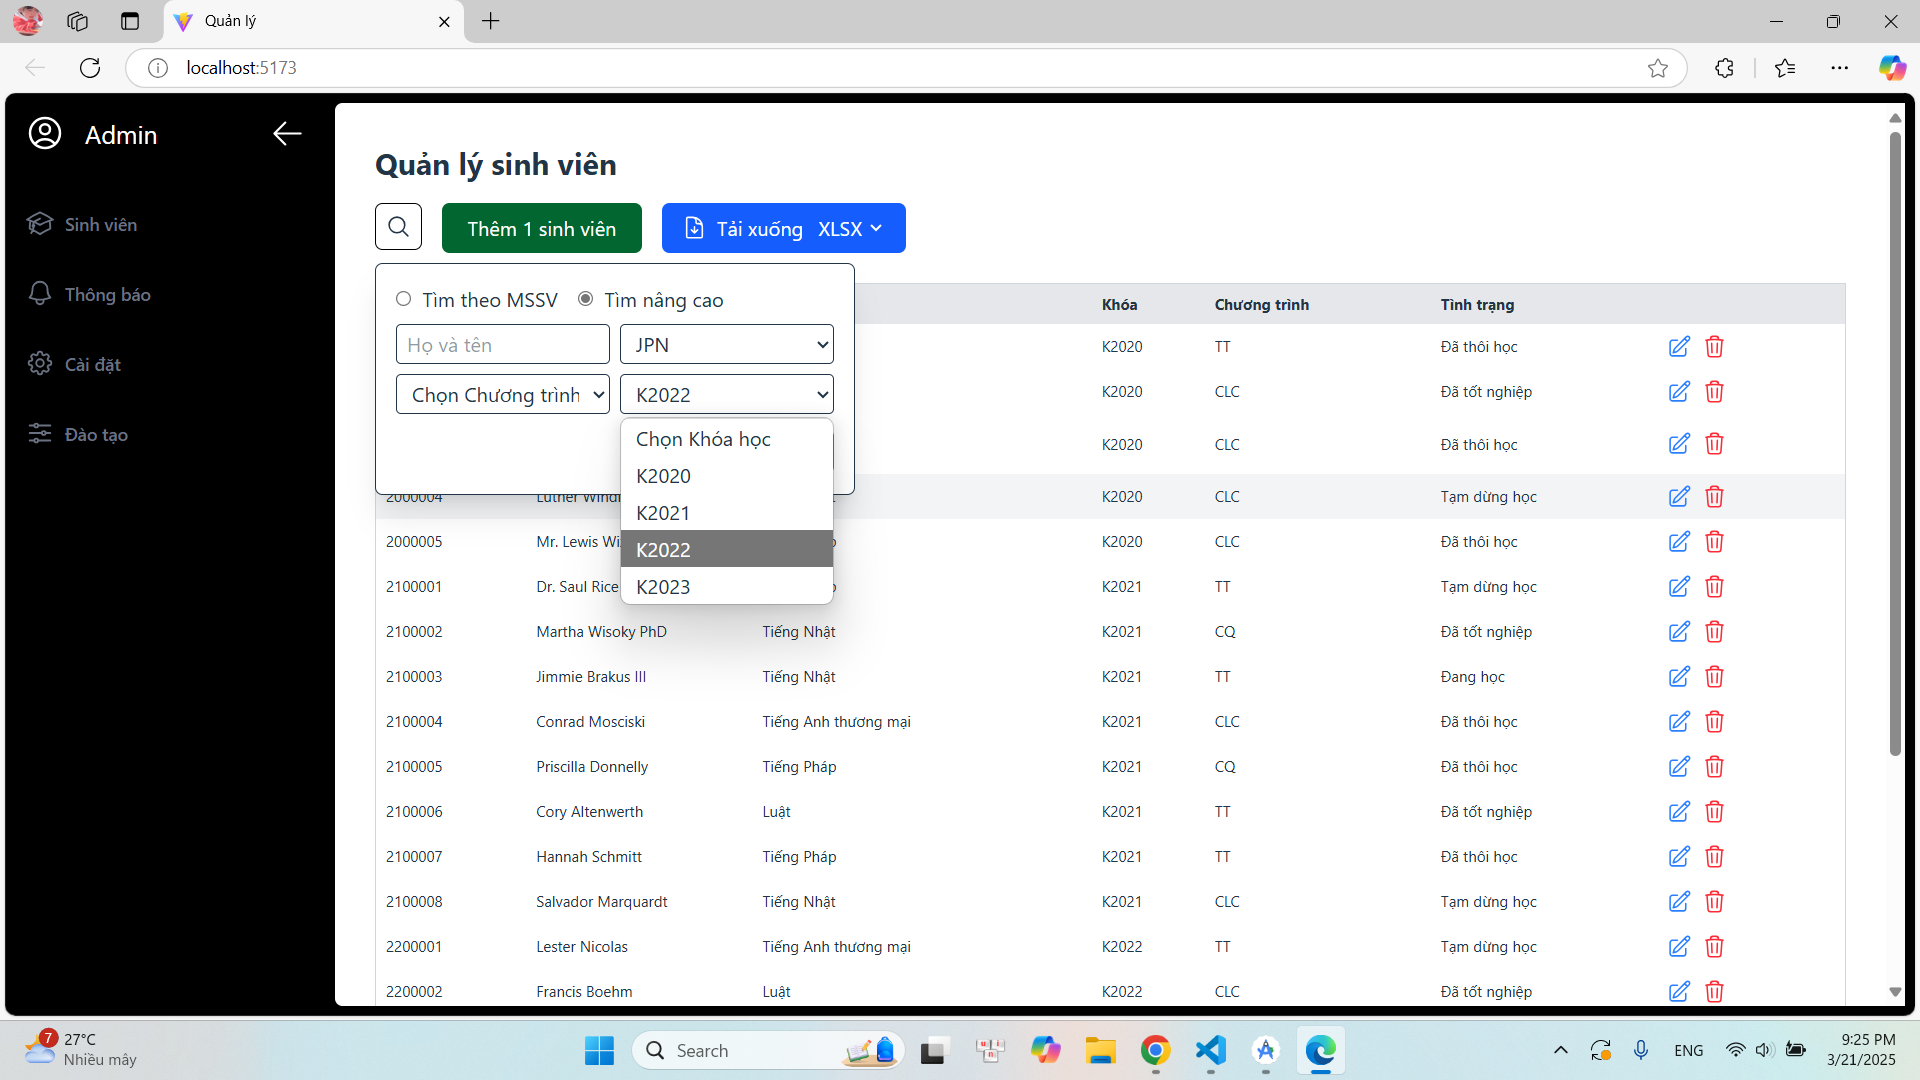 Quản lý
localhost:5173
Admin
Sinh viên
Thông báo
Cài đặt
Đào tạo
Quản lý sinh viên
Thêm 1 sinh viên
Tải xuống XLSX
Tìm theo MSSV Tìm nâng cao
Họ và tên JPN
Chọn Chương trình K2022
Chọn Khóa học
K2020
K2021
K2022
K2023
Khóa Chương trình Tình trạng
K2020 TT Đã thôi học
K2020 CLC Đã tốt nghiệp
K2020 CLC Đã thôi học
2000004 Luther K2020 CLC Tạm dừng học
2000005 Mr. Lewis K2020 CLC Đã thôi học
2100001 Dr. Saul Rice K2021 TT Tạm dừng học
2100002 Martha Wisoky PhD Tiếng Nhật K2021 CQ Đã tốt nghiệp
2100003 Jimmie Brakus III Tiếng Nhật K2021 TT Đang học
2100004 Conrad Mosciski Tiếng Anh thương mại K2021 CLC Đã thôi học
2100005 Priscilla Donnelly Tiếng Pháp K2021 CQ Đã thôi học
2100006 Cory Altenwerth Luật K2021 TT Đã tốt nghiệp
2100007 Hannah Schmitt Tiếng Pháp K2021 TT Đã thôi học
2100008 Salvador Marquardt Tiếng Nhật K2021 CLC Tạm dừng học
2200001 Lester Nicolas Tiếng Anh thương mại K2022 TT Tạm dừng học
2200002 Francis Boehm Luật K2022 CLC Đã tốt nghiệp
7
27°C
Nhiều mây
Search
ENG
9:25 PM
3/21/2025